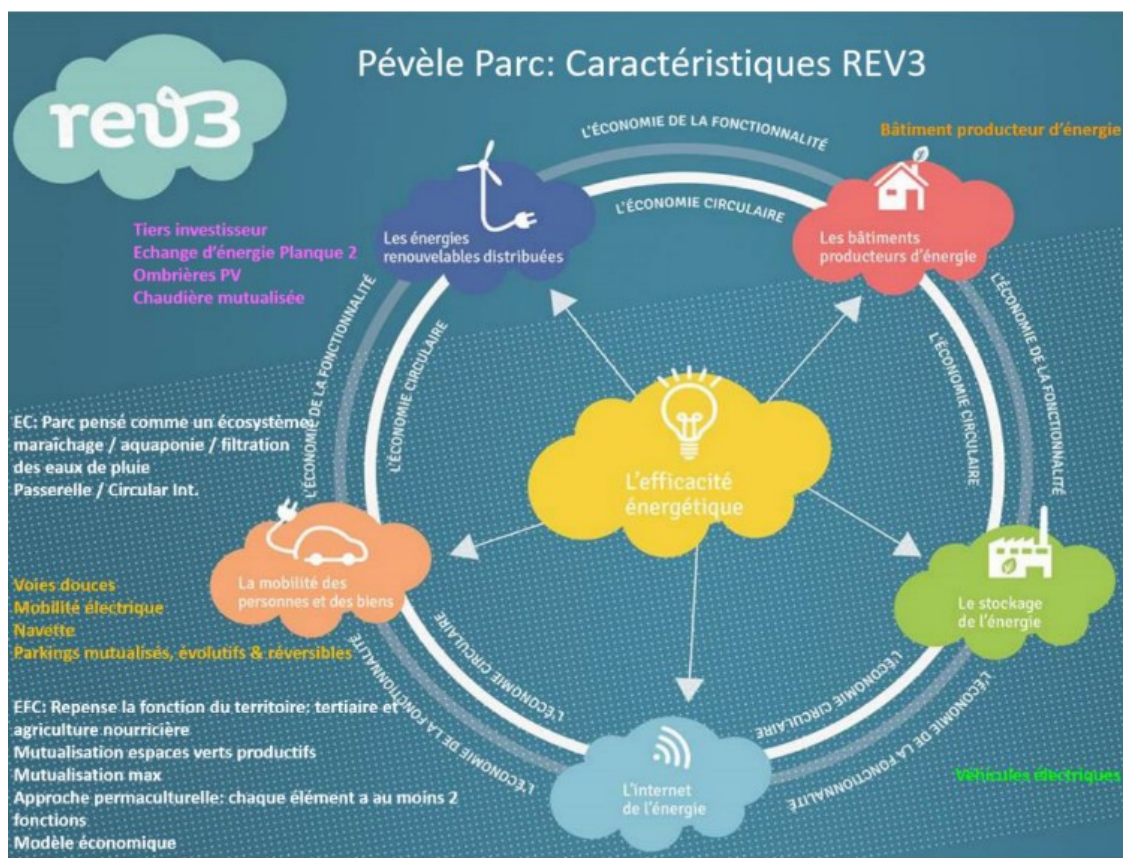 rev3
Pévèle Parc: Caractéristiques REV3
L'ÉCONOMIE DE LA FONCTIONNALITÉ
L'ÉCONOMIE CIRCULAIRE
Bâtiment producteur d'énergie
Les énergies
renouvelables distribuées
Les bâtiments
producteurs d'énergie
Tiers investisseur
Echange d'énergie Planque 2
Ombrières PV
Chaudière mutualisée
L'ÉCONOMIE DE LA FONCTIONNALITÉ
L'ÉCONOMIE CIRCULAIRE
L'ÉCONOMIE DE LA FONCTIONNALITÉ
L'ÉCONOMIE CIRCULAIRE
EC: Parc pensé comme un écosystème:
maraîchage / aquaponie / filtration
des eaux de pluie
Passerelle / Circular Int.
L'efficacité
énergétique
La mobilité des
personnes et des biens
Le stockage
de l'énergie
Voies douces
Mobilité électrique
Navette
Parkings mutualisés, évolutifs & réversibles
L'ÉCONOMIE CIRCULAIRE
L'ÉCONOMIE DE LA FONCTIONNALITÉ
L'ÉCONOMIE CIRCULAIRE
L'ÉCONOMIE DE LA FONCTIONNALITÉ
EFC: Repense la fonction du territoire: tertiaire et
agriculture nourricière
Mutualisation espaces verts productifs
Mutualisation max
Approche permaculturelle: chaque élément a au moins 2
fonctions
Modèle économique
L'internet
de l'énergie
Véhicules électriques